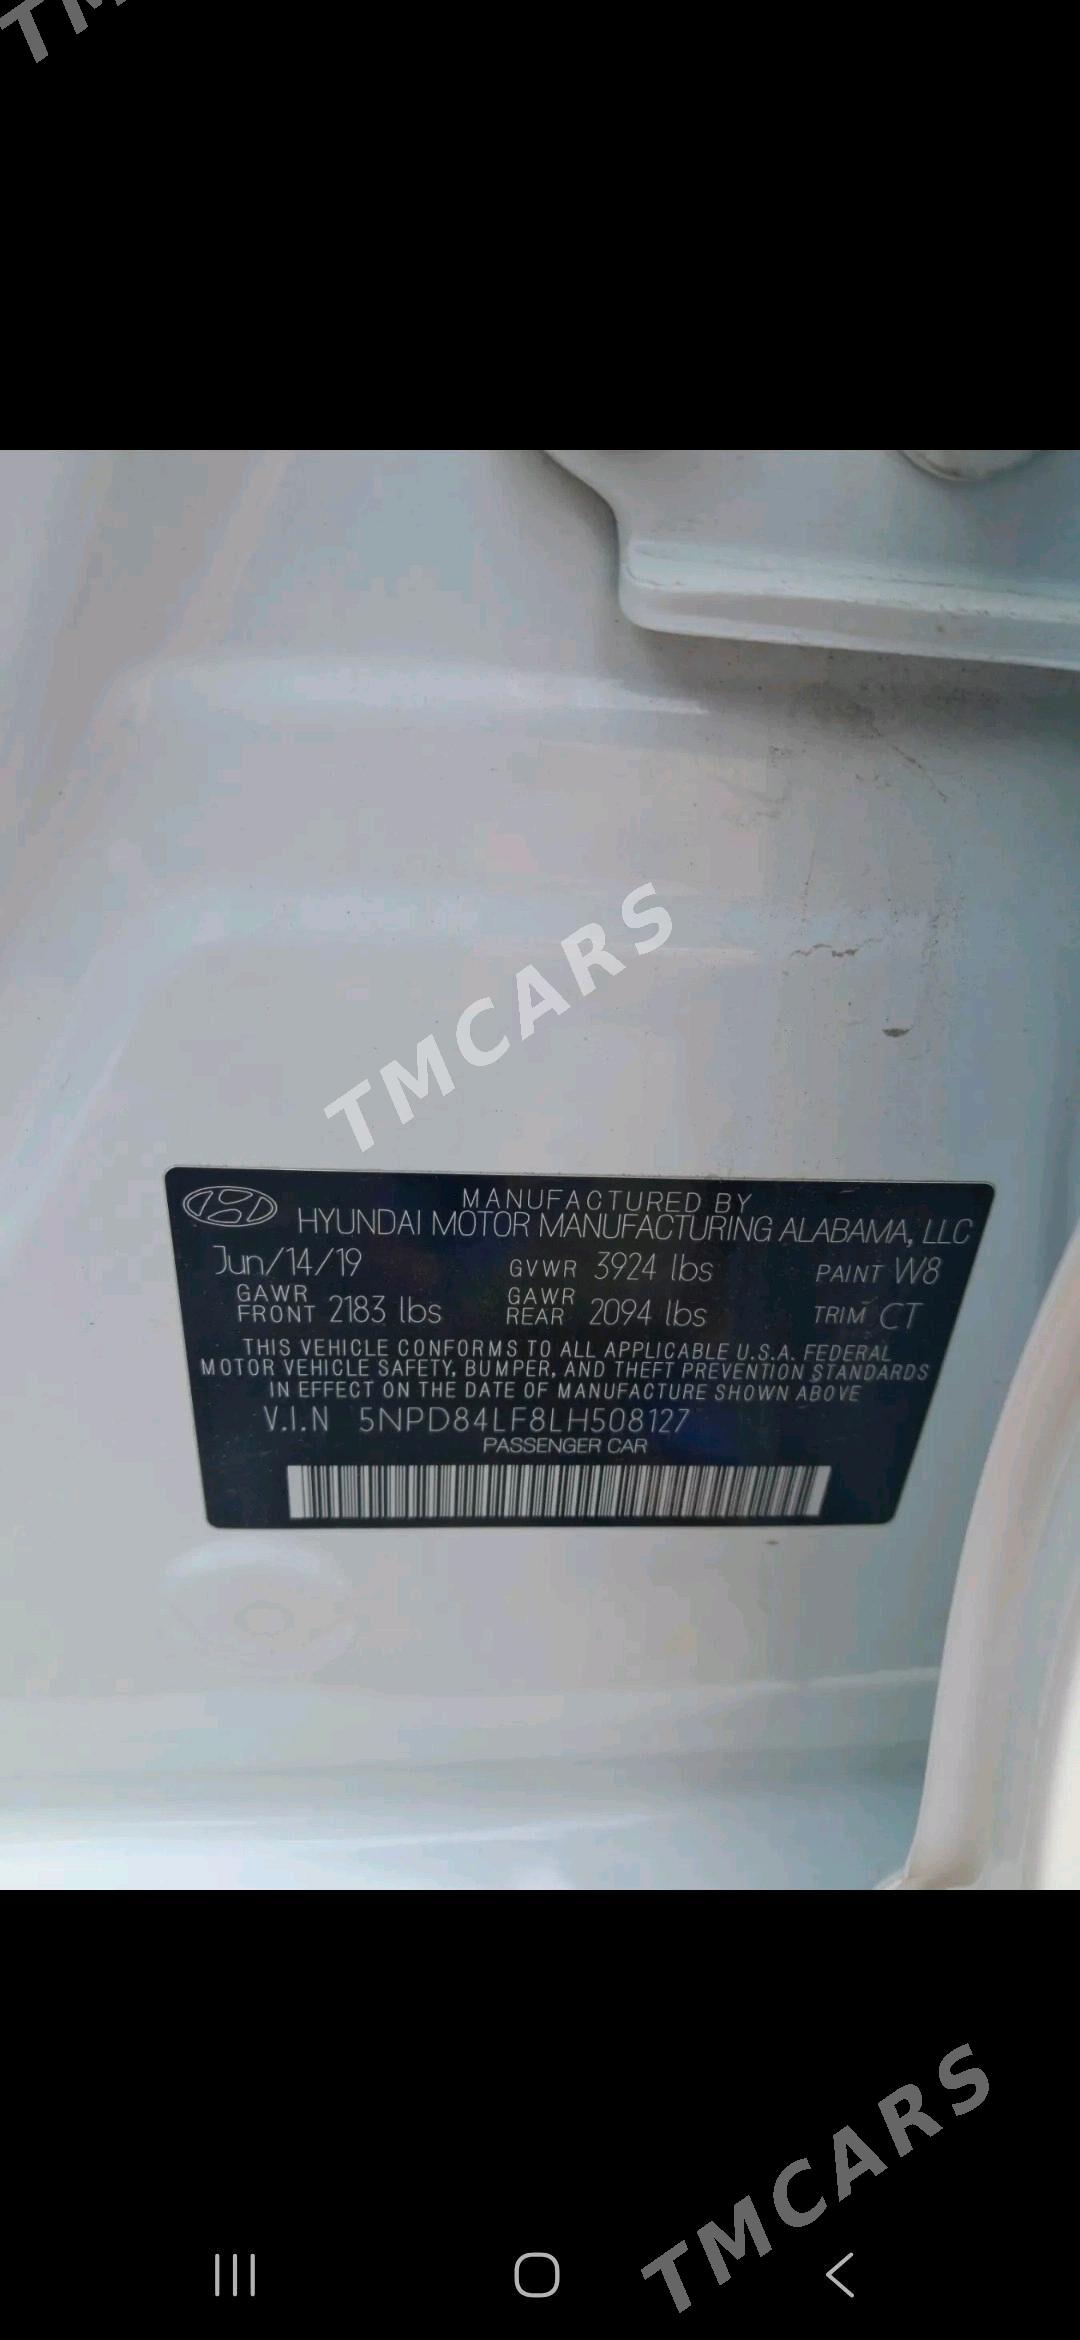 TMCARS
MANUFACTURED BY
HYUNDAI MOTOR MANUFACTURING ALABAMA, LLC
Jun/14/19 GVWR 3924 lbs PAINT W8
GAWR FRONT 2183 lbs GAWR REAR 2094 lbs TRIM CT
THIS VEHICLE CONFORMS TO ALL APPLICABLE U.S.A. FEDERAL
MOTOR VEHICLE SAFETY, BUMPER, AND THEFT PREVENTION STANDARDS
IN EFFECT ON THE DATE OF MANUFACTURE SHOWN ABOVE
V.I.N 5NPD84LF8LH508127
PASSENGER CAR
TMCARS